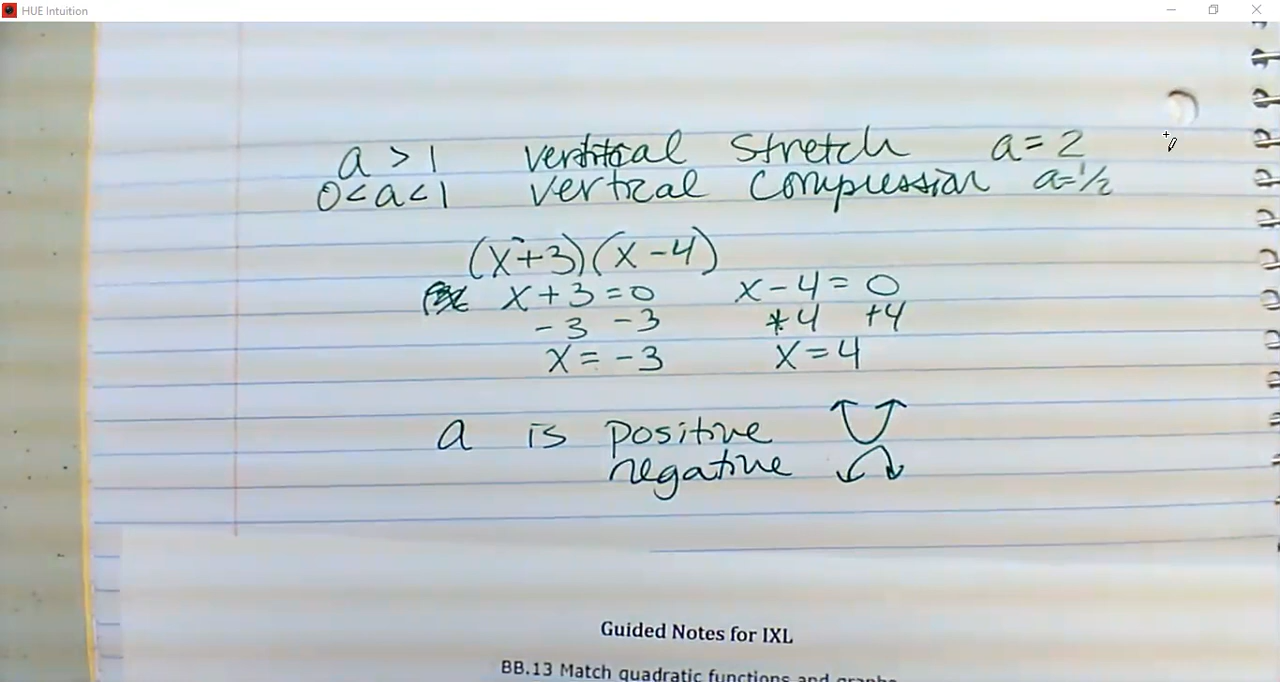 HUE Intuition
a > 1 vertical stretch a = 2
0 < a < 1 vertical compression a = 1/2
(x+3)(x-4)
x+3=0 x-4=0
-3 -3 +4 +4
x=-3 x=4
a is positive
negative
Guided Notes for IXL
BB.13 Match quadratic functions and graphs